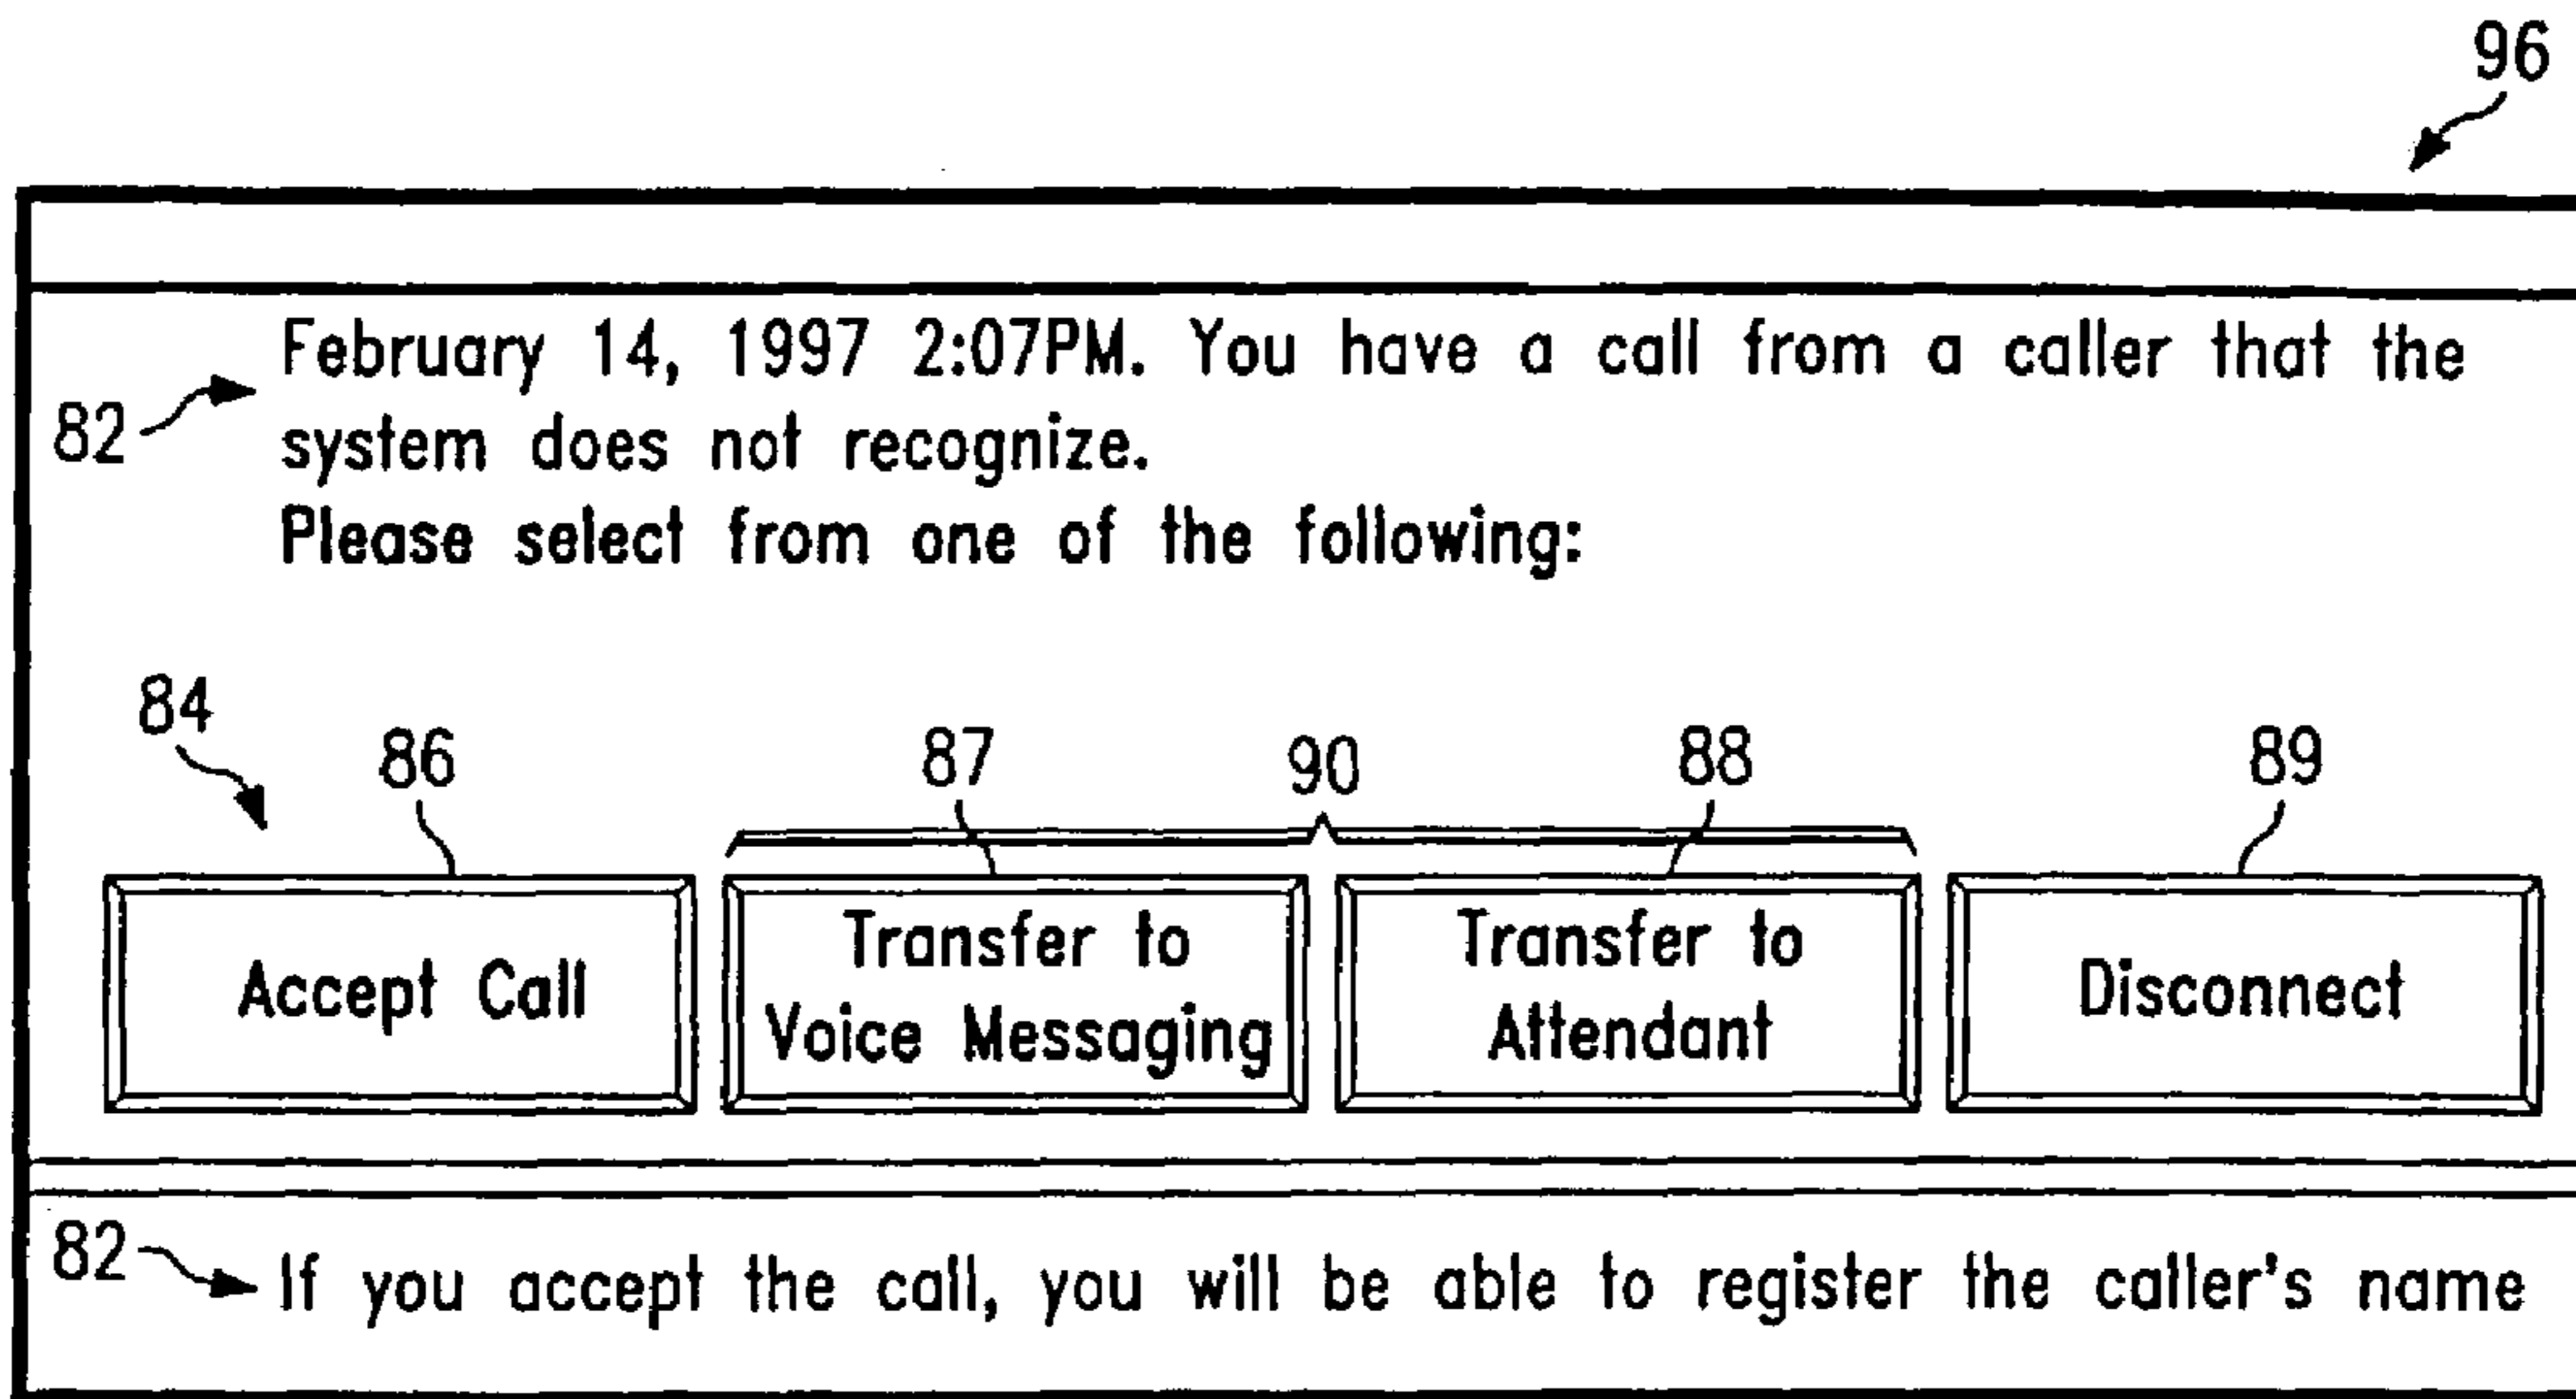 96
February 14, 1997 2:07PM. You have a call from a caller that the
82
system does not recognize.
Please select from one of the following:
84
86
87
90
88
89
Accept Call
Transfer to
Voice Messaging
Transfer to
Attendant
Disconnect
82
If you accept the call, you will be able to register the caller's name